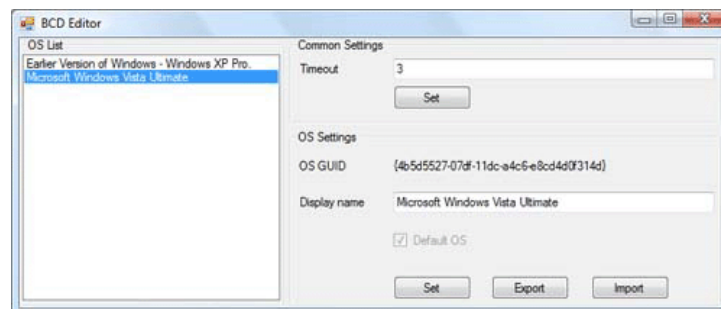 BCD Editor
OS List
Earlier Version of Windows - Windows XP Pro.
Microsoft Windows Vista Ultimate
Common Settings
Timeout
3
Set
OS Settings
OS GUID
{4b5d5527-07df-11dc-a4c6-e8cd4d0f314d}
Display name
Microsoft Windows Vista Ultimate
Default OS
Set
Export
Import